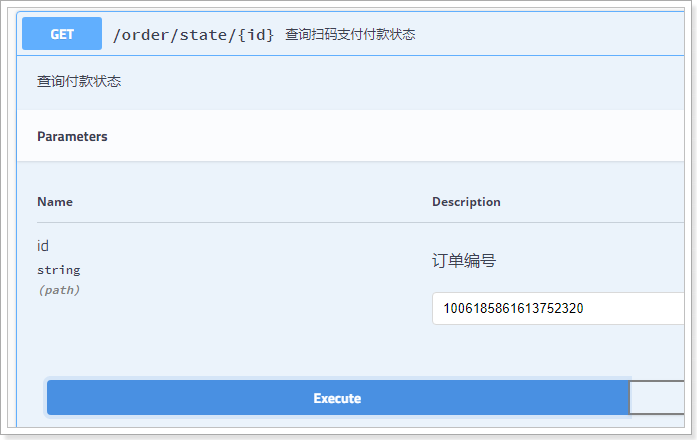 GET /order/state/{id} 查询扫码支付付款状态
查询付款状态
Parameters
Name Description
id
string
(path)
订单编号
1006185861613752320
Execute